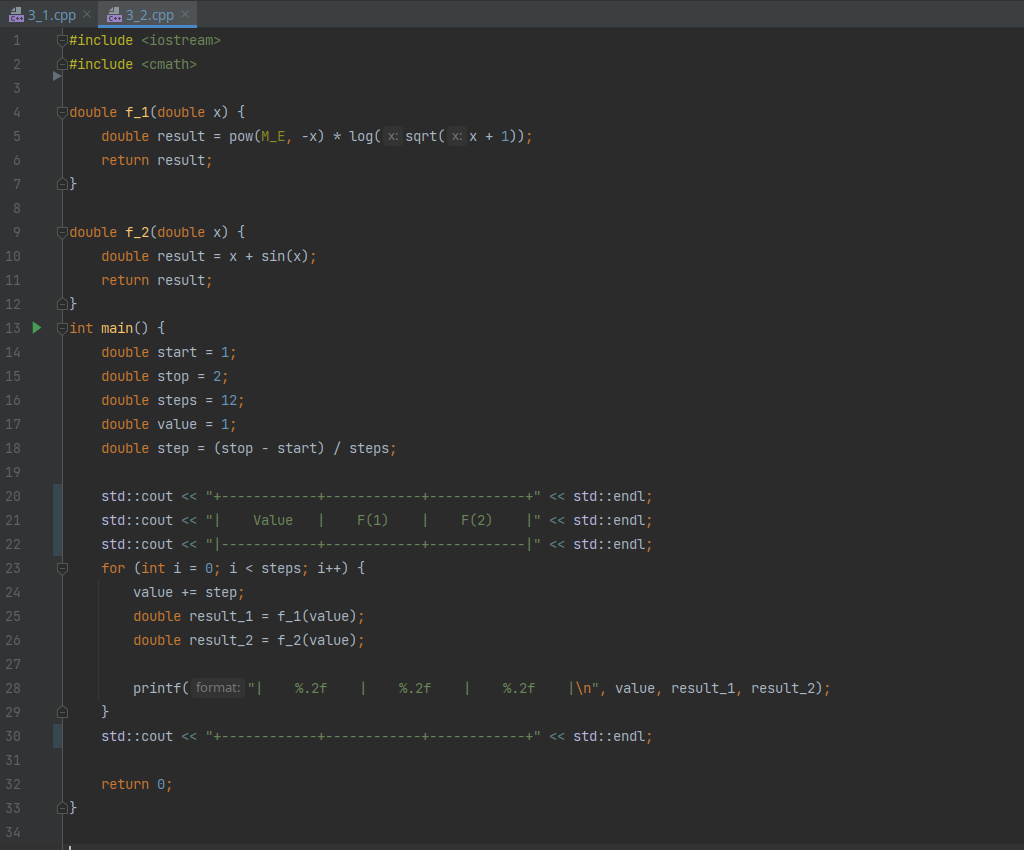 3_1.cpp × 3_2.cpp ×
1 #include <iostream>
2 #include <cmath>
3
4 double f_1(double x) {
5     double result = pow(M_E, -x) * log( x: sqrt( x: x + 1));
6     return result;
7 }
8
9 double f_2(double x) {
10     double result = x + sin(x);
11     return result;
12 }
13 int main() {
14     double start = 1;
15     double stop = 2;
16     double steps = 12;
17     double value = 1;
18     double step = (stop - start) / steps;
19
20     std::cout << "+------------+------------+------------+" << std::endl;
21     std::cout << "|    Value   |    F(1)    |    F(2)    |" << std::endl;
22     std::cout << "|------------+------------+------------|" << std::endl;
23     for (int i = 0; i < steps; i++) {
24         value += step;
25         double result_1 = f_1(value);
26         double result_2 = f_2(value);
27
28         printf( format: "|    %.2f    |    %.2f    |    %.2f    |\n", value, result_1, result_2);
29     }
30     std::cout << "+------------+------------+------------+" << std::endl;
31
32     return 0;
33 }
34